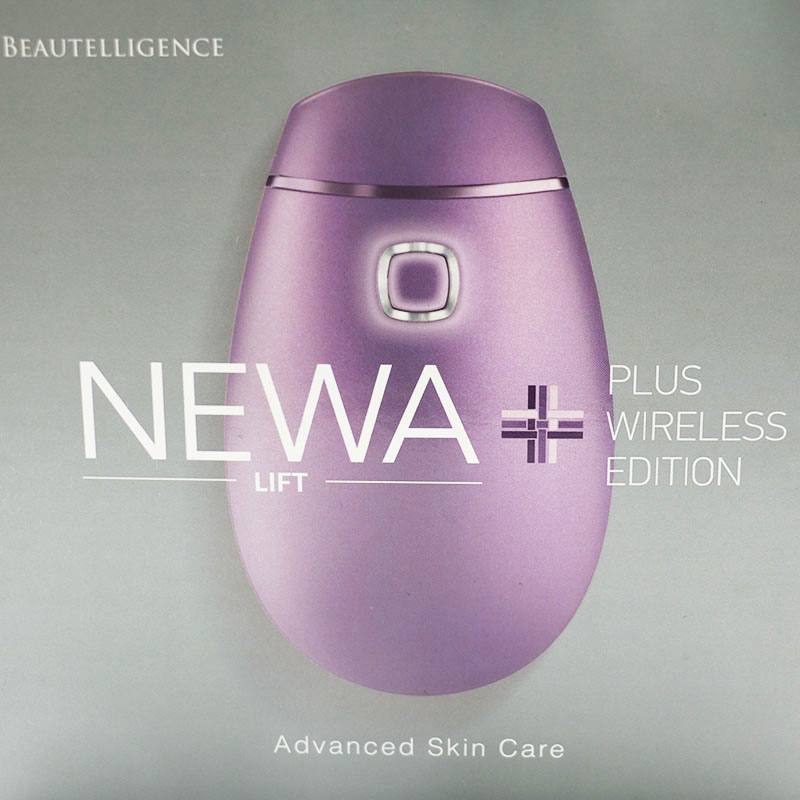 BEAUTELLIGENCE
NEWA
LIFT
PLUS
WIRELESS
EDITION
Advanced Skin Care